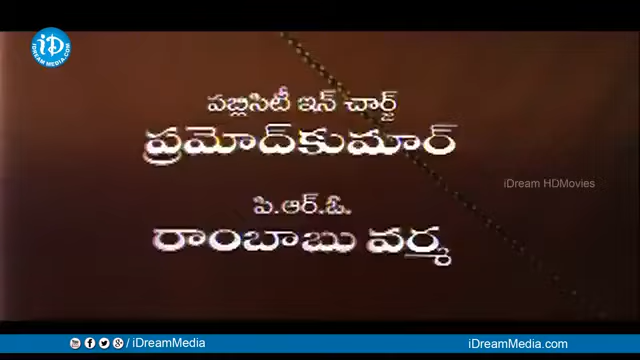 iD
iDREAM MEDIA.COM
పబ్లిసిటీ ఇన్ చార్జ్
ప్రమోద్‌కుమార్
iDream HDMovies
పి.ఆర్.ఓ.
రాంబాబు వర్మ
/ iDreamMedia
iDreamMedia.com